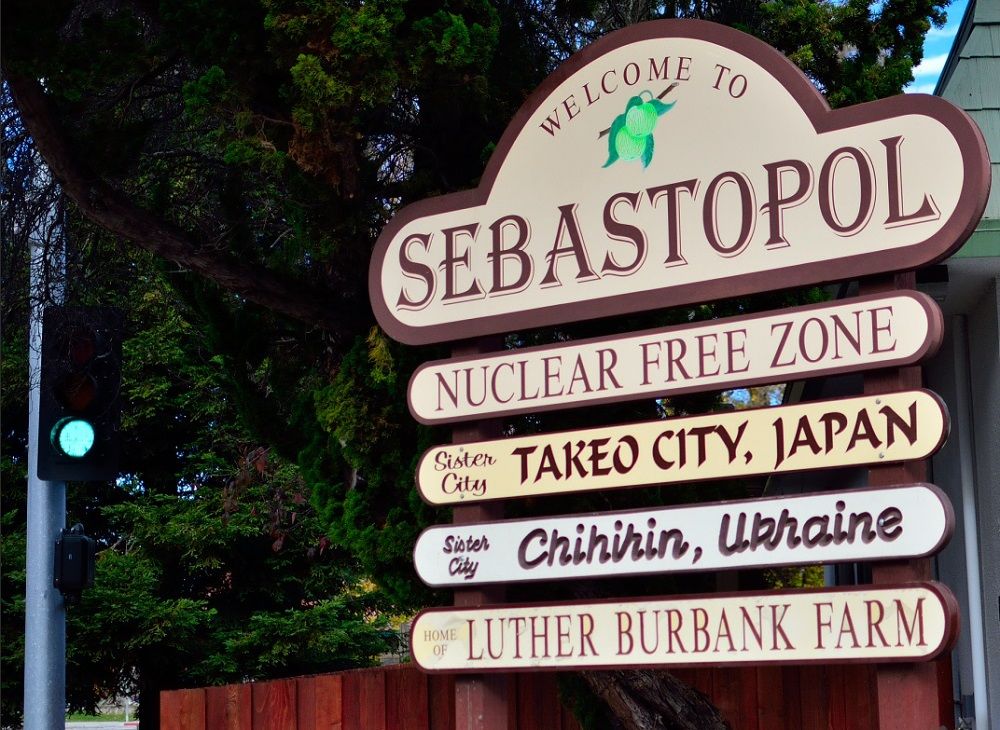 WELCOME TO
SEBASTOPOL
NUCLEAR FREE ZONE
Sister City TAKEO CITY, JAPAN
Sister City Chihirin, Ukraine
HOME OF LUTHER BURBANK FARM